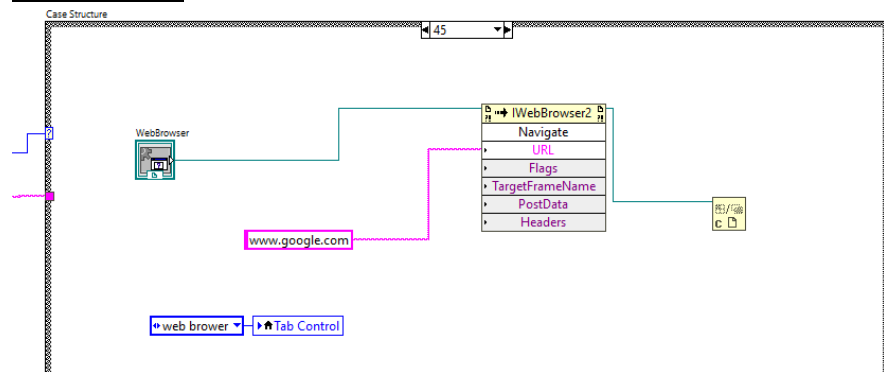 Case Structure
45
WebBrowser
IWebBrowser2
Navigate
URL
Flags
TargetFrameName
PostData
Headers
www.google.com
C
web brower
Tab Control